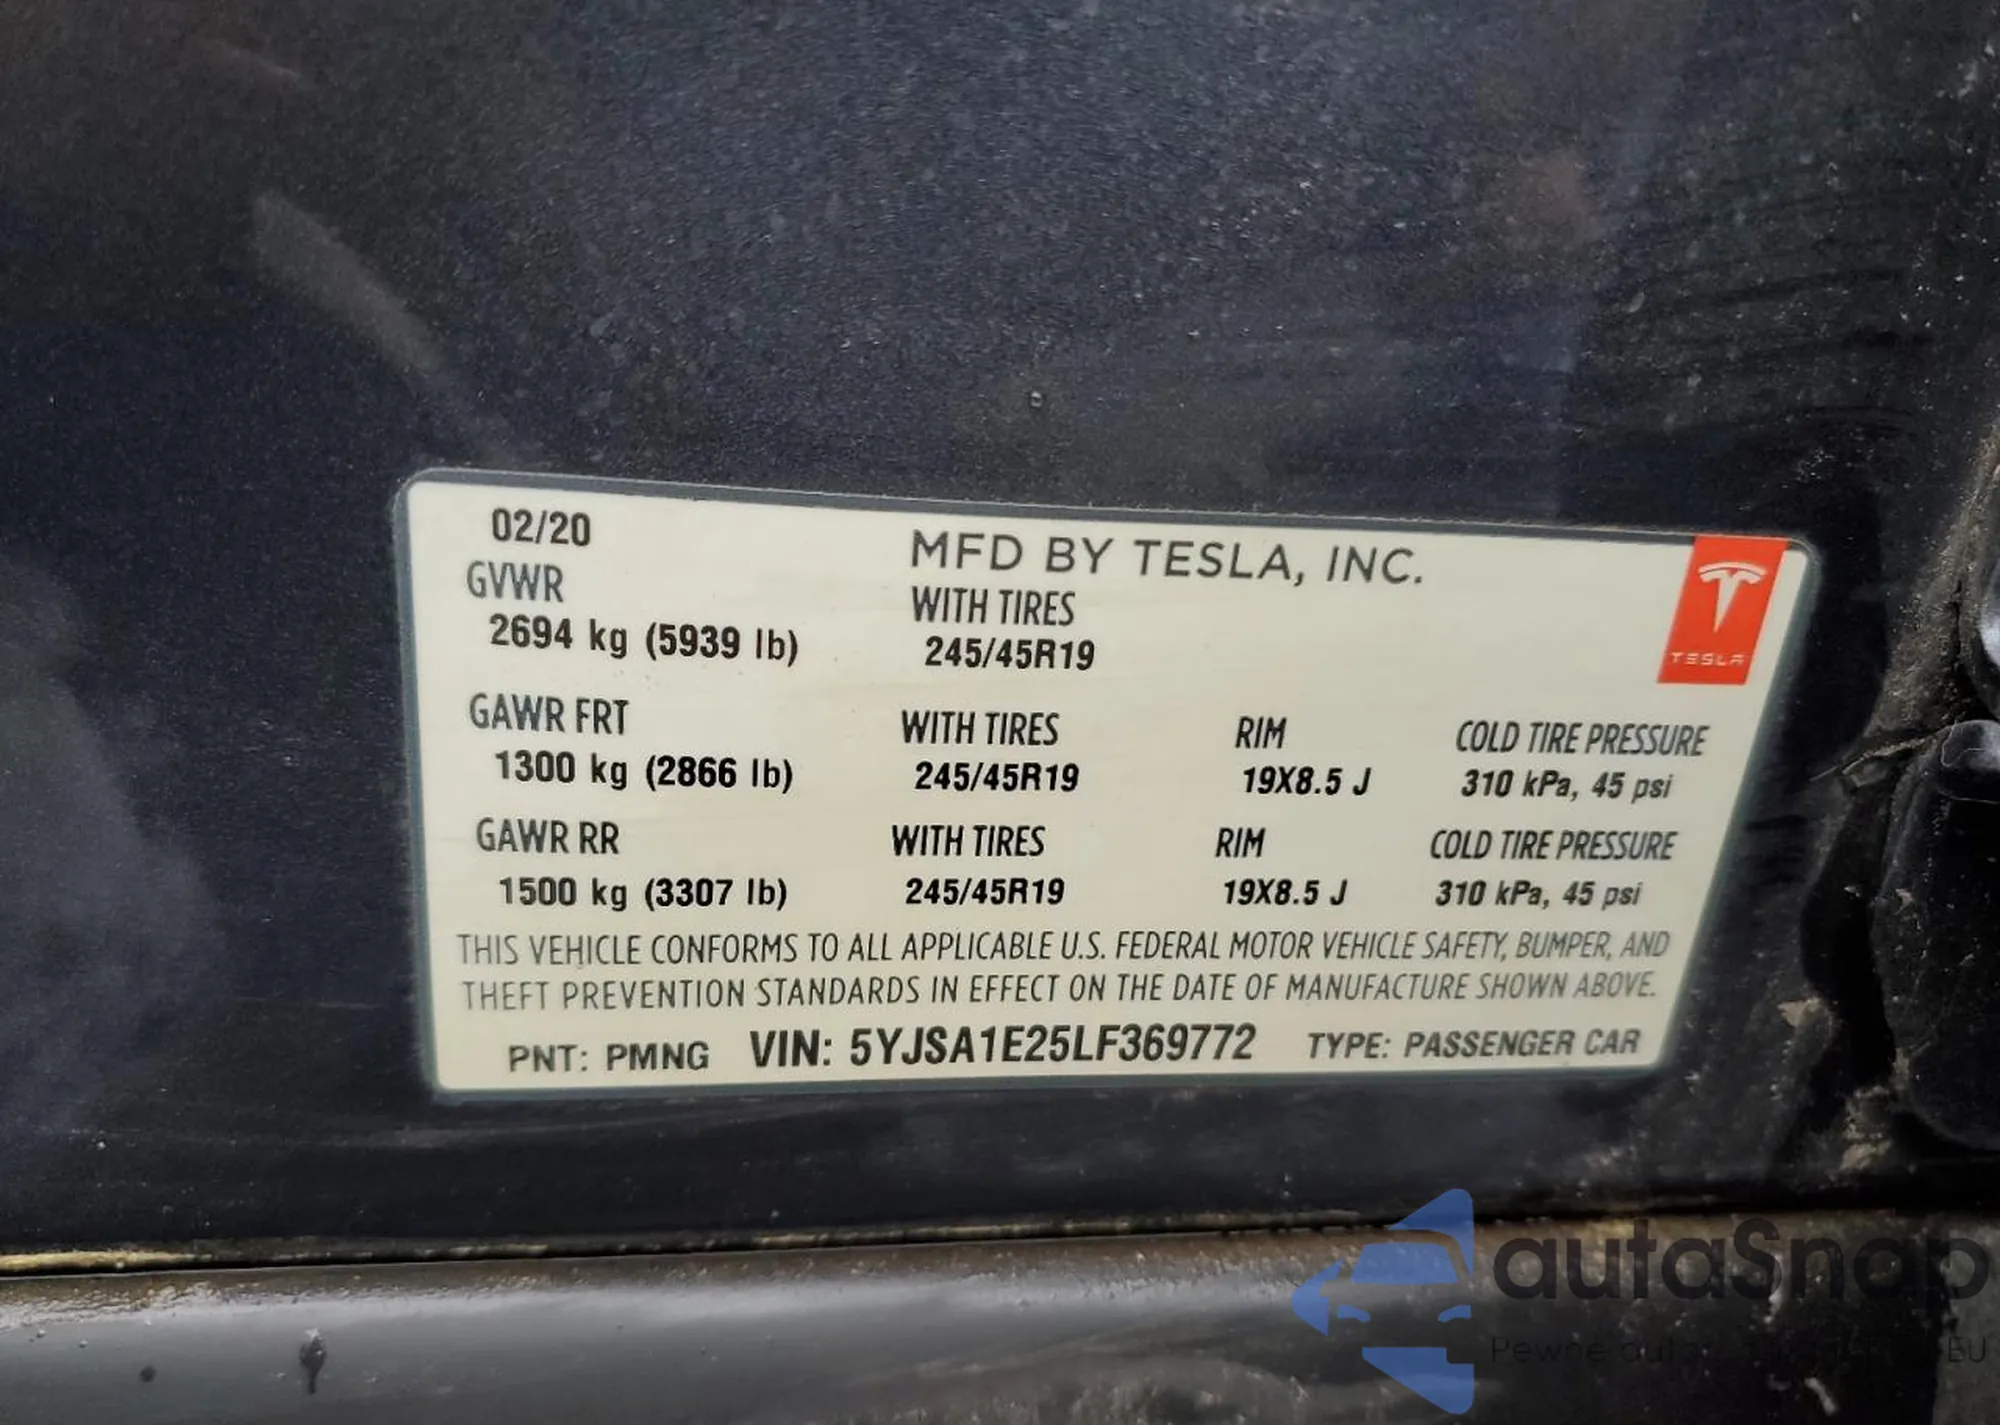 02/20
MFD BY TESLA, INC.
GVWR
WITH TIRES
2694 kg (5939 lb)
245/45R19
TESLA
GAWR FRT WITH TIRES RIM COLD TIRE PRESSURE
1300 kg (2866 lb) 245/45R19 19X8.5 J 310 kPa, 45 psi
GAWR RR WITH TIRES RIM COLD TIRE PRESSURE
1500 kg (3307 lb) 245/45R19 19X8.5 J 310 kPa, 45 psi
THIS VEHICLE CONFORMS TO ALL APPLICABLE U.S. FEDERAL MOTOR VEHICLE SAFETY, BUMPER, AND
THEFT PREVENTION STANDARDS IN EFFECT ON THE DATE OF MANUFACTURE SHOWN ABOVE.
PNT: PMNG VIN: 5YJSA1E25LF369772 TYPE: PASSENGER CAR
autaSnap
Pewne auta EU